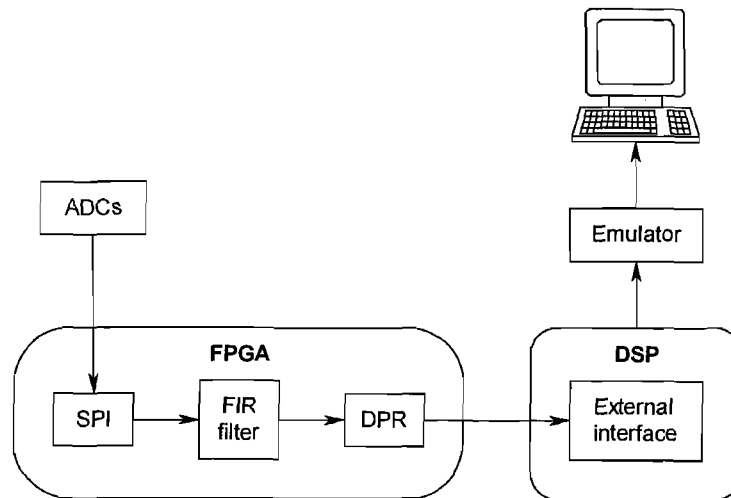 ADCs
Emulator
FPGA
DSP
SPI
FIR
filter
DPR
External
interface